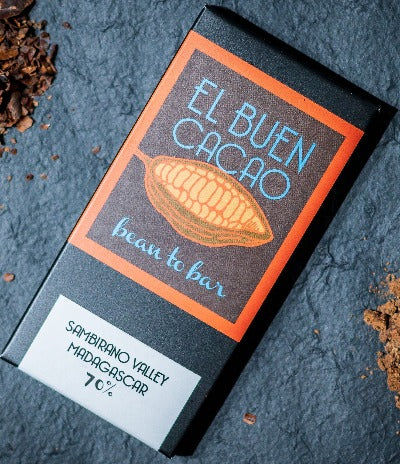 EL BUEN
CACAO
bean to bar
SAMBIRANO VALLEY
MADAGASCAR
70%